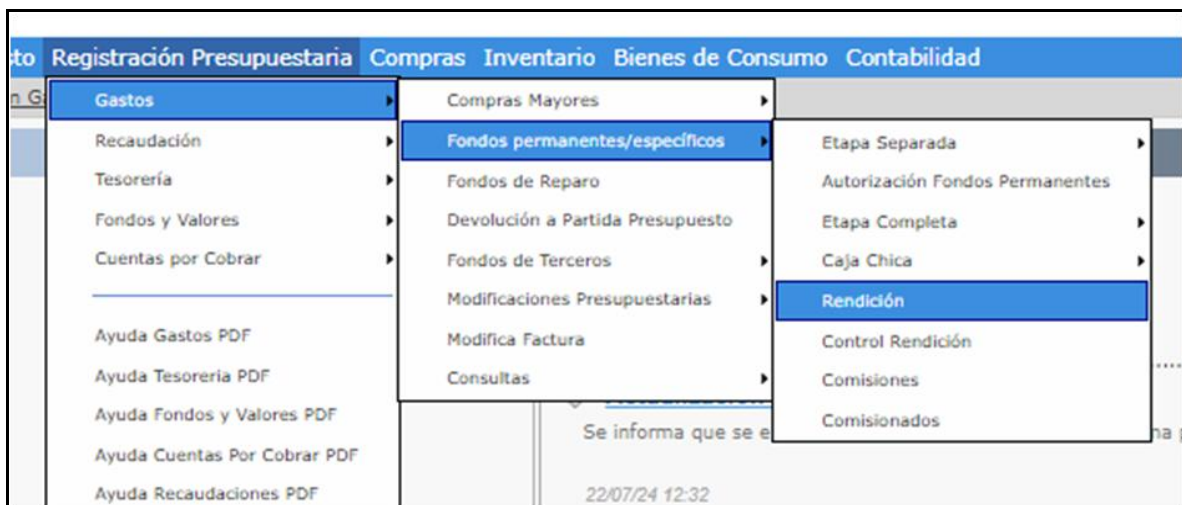 to Registración Presupuestaria Compras Inventario Bienes de Consumo Contabilidad
n G
Gastos
Recaudación
Tesorería
Fondos y Valores
Cuentas por Cobrar
Ayuda Gastos PDF
Ayuda Tesoreria PDF
Ayuda Fondos y Valores PDF
Ayuda Cuentas Por Cobrar PDF
Ayuda Recaudaciones PDF
Compras Mayores
Fondos permanentes/específicos
Fondos de Reparo
Devolución a Partida Presupuesto
Fondos de Terceros
Modificaciones Presupuestarias
Modifica Factura
Consultas
Etapa Separada
Autorización Fondos Permanentes
Etapa Completa
Caja Chica
Rendición
Control Rendición
Comisiones
Comisionados
Se informa que se e
22/07/24 12:32